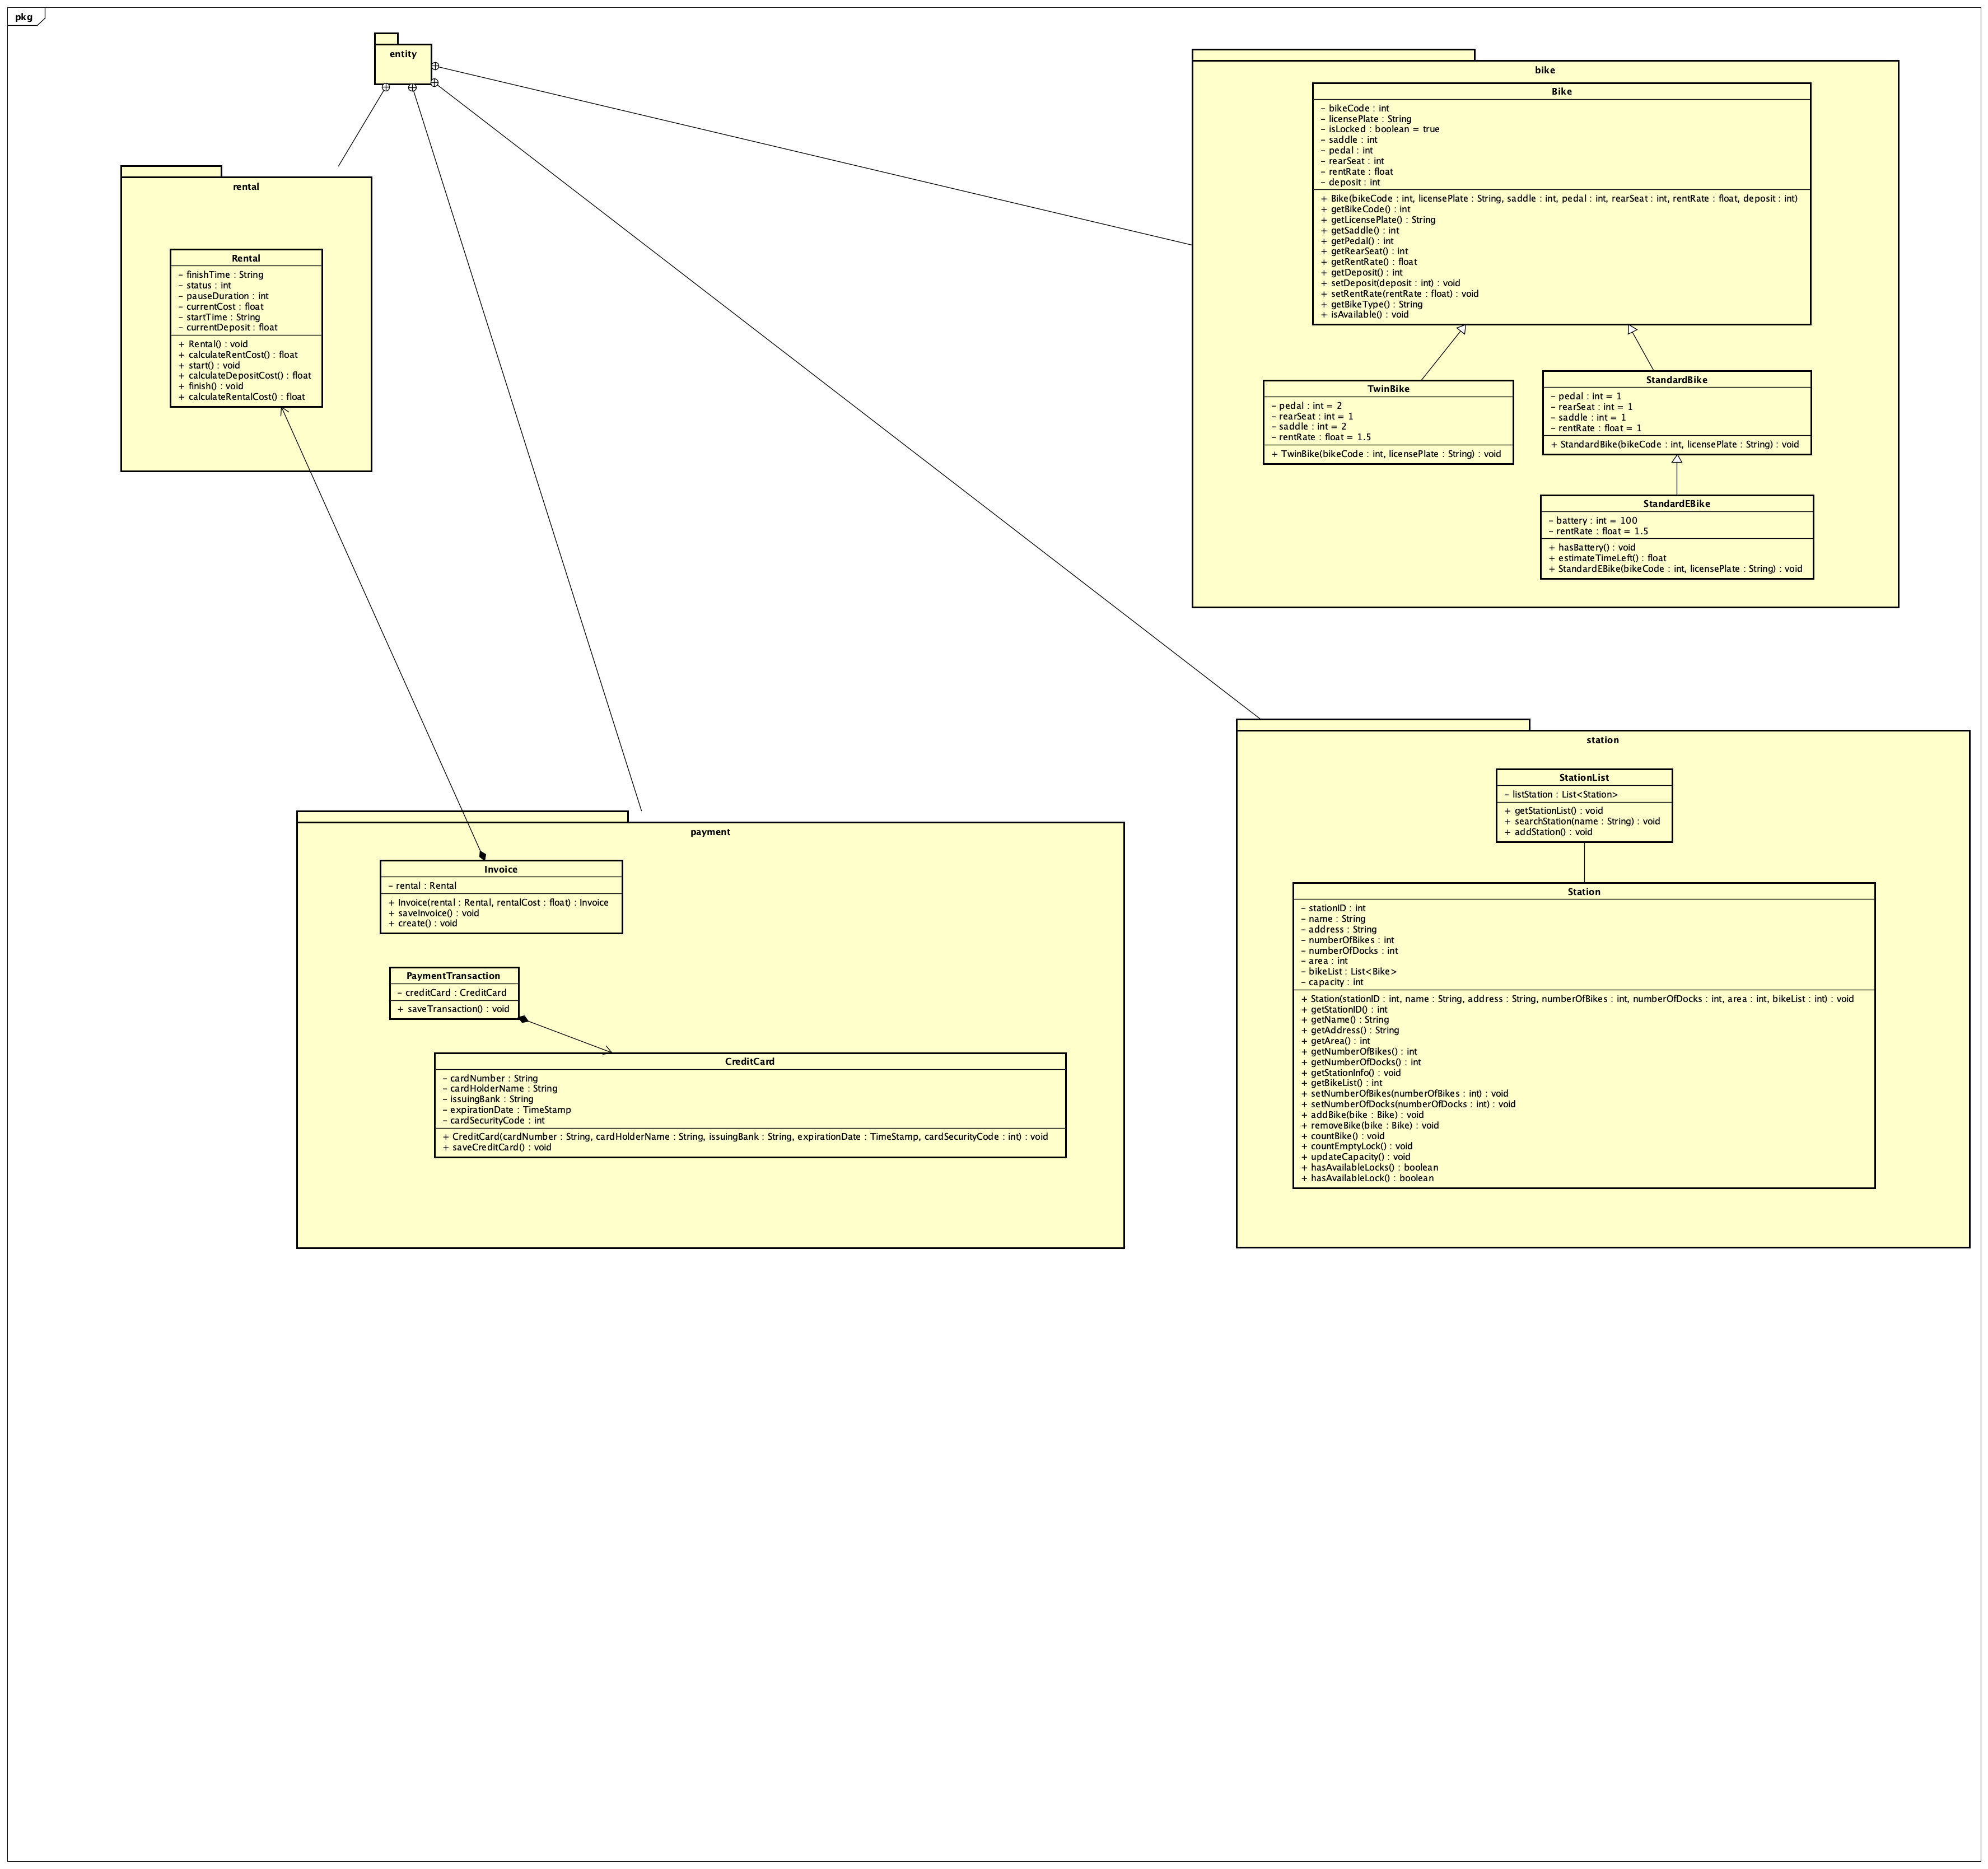 pkg
entity
rental
Rental
– finishTime : String
– status : int
– pauseDuration : int
– currentCost : float
– startTime : String
– currentDeposit : float
+ Rental() : void
+ calculateRentCost() : float
+ start() : void
+ calculateDepositCost() : float
+ finish() : void
+ calculateRentalCost() : float
bike
Bike
– bikeCode : int
– licensePlate : String
– isLocked : boolean = true
– saddle : int
– pedal : int
– rearSeat : int
– rentRate : float
– deposit : int
+ Bike(bikeCode : int, licensePlate : String, saddle : int, pedal : int, rearSeat : int, rentRate : float, deposit : int)
+ getBikeCode() : int
+ getLicensePlate() : String
+ getSaddle() : int
+ getPedal() : int
+ getRearSeat() : int
+ getRentRate() : float
+ getDeposit() : int
+ setDeposit(deposit : int) : void
+ setRentRate(rentRate : float) : void
+ getBikeType() : String
+ isAvailable() : void
TwinBike
– pedal : int = 2
– rearSeat : int = 1
– saddle : int = 2
– rentRate : float = 1.5
+ TwinBike(bikeCode : int, licensePlate : String) : void
StandardBike
– pedal : int = 1
– rearSeat : int = 1
– saddle : int = 1
– rentRate : float = 1
+ StandardBike(bikeCode : int, licensePlate : String) : void
StandardEBike
– battery : int = 100
– rentRate : float = 1.5
+ hasBattery() : void
+ estimateTimeLeft() : float
+ StandardEBike(bikeCode : int, licensePlate : String) : void
payment
Invoice
– rental : Rental
+ Invoice(rental : Rental, rentalCost : float) : Invoice
+ saveInvoice() : void
+ create() : void
PaymentTransaction
– creditCard : CreditCard
+ saveTransaction() : void
CreditCard
– cardNumber : String
– cardHolderName : String
– issuingBank : String
– expirationDate : TimeStamp
– cardSecurityCode : int
+ CreditCard(cardNumber : String, cardHolderName : String, issuingBank : String, expirationDate : TimeStamp, cardSecurityCode : int) : void
+ saveCreditCard() : void
station
StationList
– listStation : List<Station>
+ getStationList() : void
+ searchStation(name : String) : void
+ addStation() : void
Station
– stationID : int
– name : String
– address : String
– numberOfBikes : int
– numberOfDocks : int
– area : int
– bikeList : List<Bike>
– capacity : int
+ Station(stationID : int, name : String, address : String, numberOfBikes : int, numberOfDocks : int, area : int, bikeList : int) : void
+ getStationID() : int
+ getName() : String
+ getAddress() : String
+ getArea() : int
+ getNumberOfBikes() : int
+ getNumberOfDocks() : int
+ getStationInfo() : void
+ getBikeList() : int
+ setNumberOfBikes(numberOfBikes : int) : void
+ setNumberOfDocks(numberOfDocks : int) : void
+ addBike(bike : Bike) : void
+ removeBike(bike : Bike) : void
+ countBike() : void
+ countEmptyLock() : void
+ updateCapacity() : void
+ hasAvailableLocks() : boolean
+ hasAvailableLock() : boolean